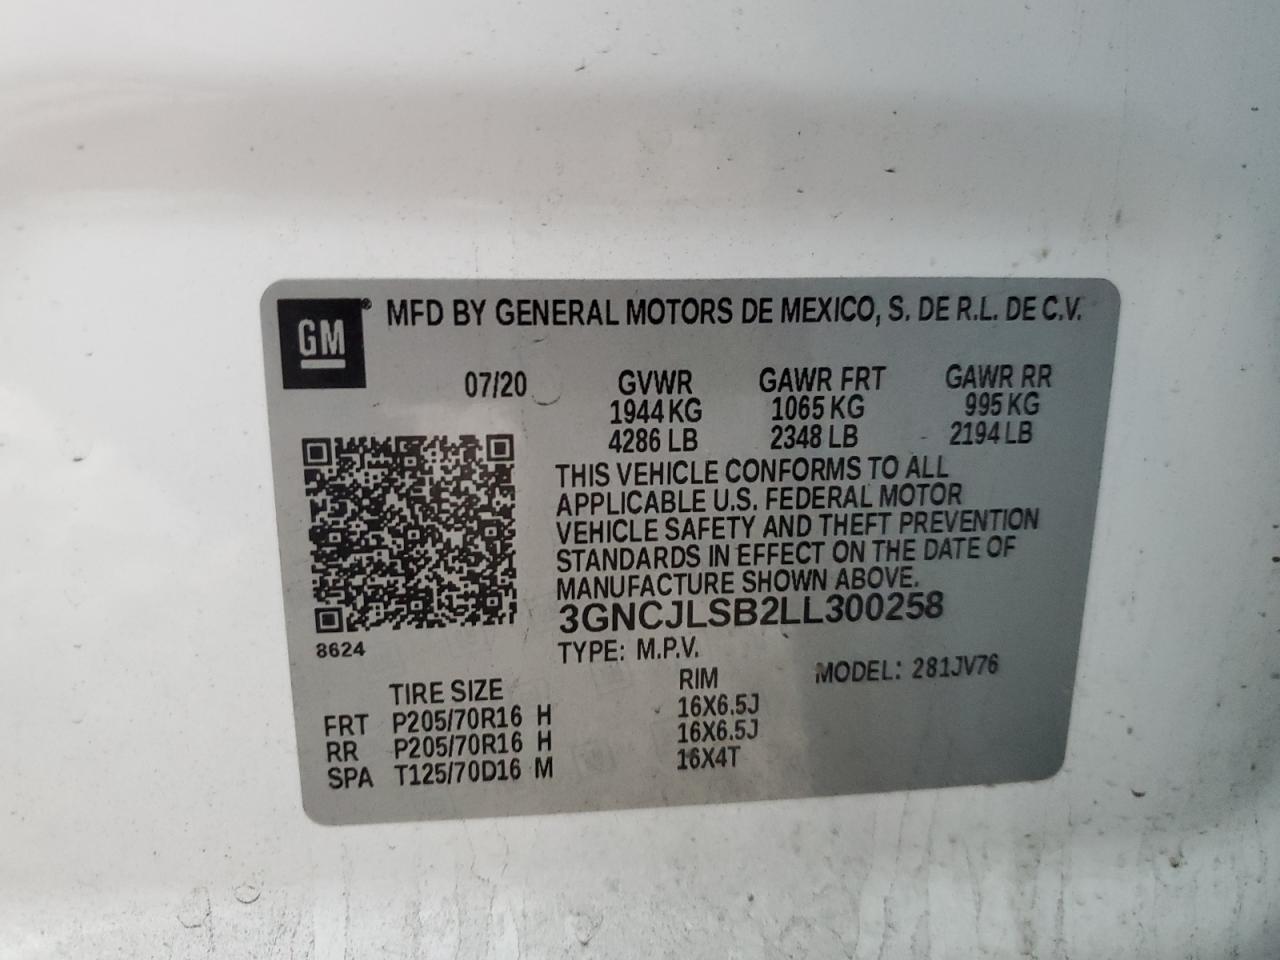 GM ® MFD BY GENERAL MOTORS DE MEXICO, S. DE R.L. DE C.V.
07/20 GVWR GAWR FRT GAWR RR
1944 KG 1065 KG 995 KG
4286 LB 2348 LB 2194 LB
THIS VEHICLE CONFORMS TO ALL
APPLICABLE U.S. FEDERAL MOTOR
VEHICLE SAFETY AND THEFT PREVENTION
STANDARDS IN EFFECT ON THE DATE OF
MANUFACTURE SHOWN ABOVE.
3GNCJLSB2LL300258
8624
TYPE: M.P.V. MODEL: 281JV76
TIRE SIZE RIM
FRT P205/70R16 H 16X6.5J
RR P205/70R16 H 16X6.5J
SPA T125/70D16 M 16X4T